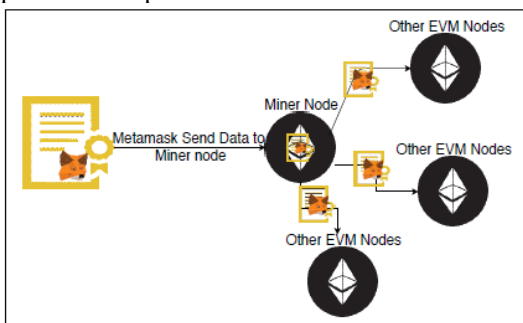 Other EVM Nodes
Miner Node
Metamask Send Data to
Miner node
Other EVM Nodes
Other EVM Nodes